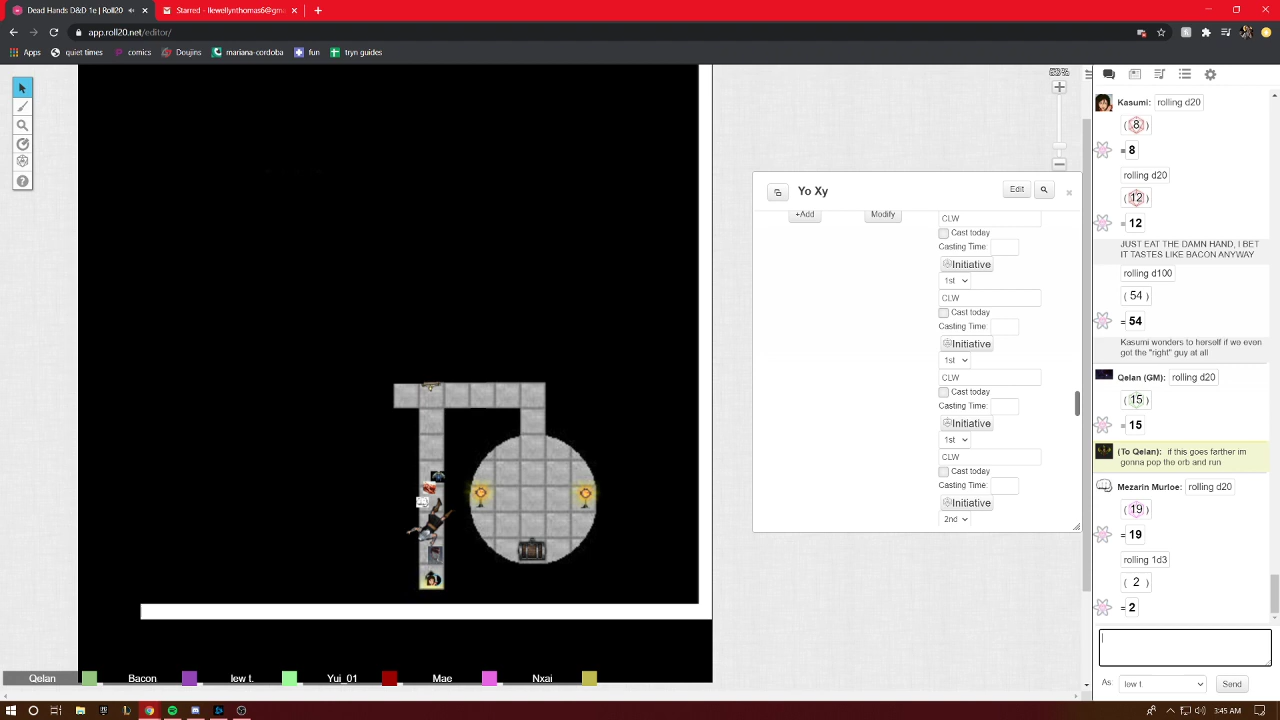 Dead Hands D&D 1e | Roll20
Starred - llewellynthomas6@gm
app.roll20.net/editor/
Apps
quiet times
comics
Doujins
mariana-cordoba
fun
tryn guides
Kasumi: rolling d20
( 8 )
= 8
rolling d20
( 12 )
= 12
JUST EAT THE DAMN HAND, I BET
IT TASTES LIKE BACON ANYWAY
rolling d100
( 54 )
= 54
Kasumi wonders to herself if we even
got the "right" guy at all
Qelan (GM): rolling d20
( 15 )
= 15
(To Qelan): if this goes farther im
gonna pop the orb and run
Mezarin Murloe: rolling d20
( 19 )
= 19
rolling 1d3
( 2 )
= 2
As: lew t. Send
Yo Xy
Edit
+Add
Modify
CLW
Cast today
Casting Time:
Initiative
1st
CLW
Cast today
Casting Time:
Initiative
1st
CLW
Cast today
Casting Time:
Initiative
1st
CLW
Cast today
Casting Time:
Initiative
2nd
Qelan
Bacon
lew t.
Yui_01
Mae
Nxai
3:45 AM